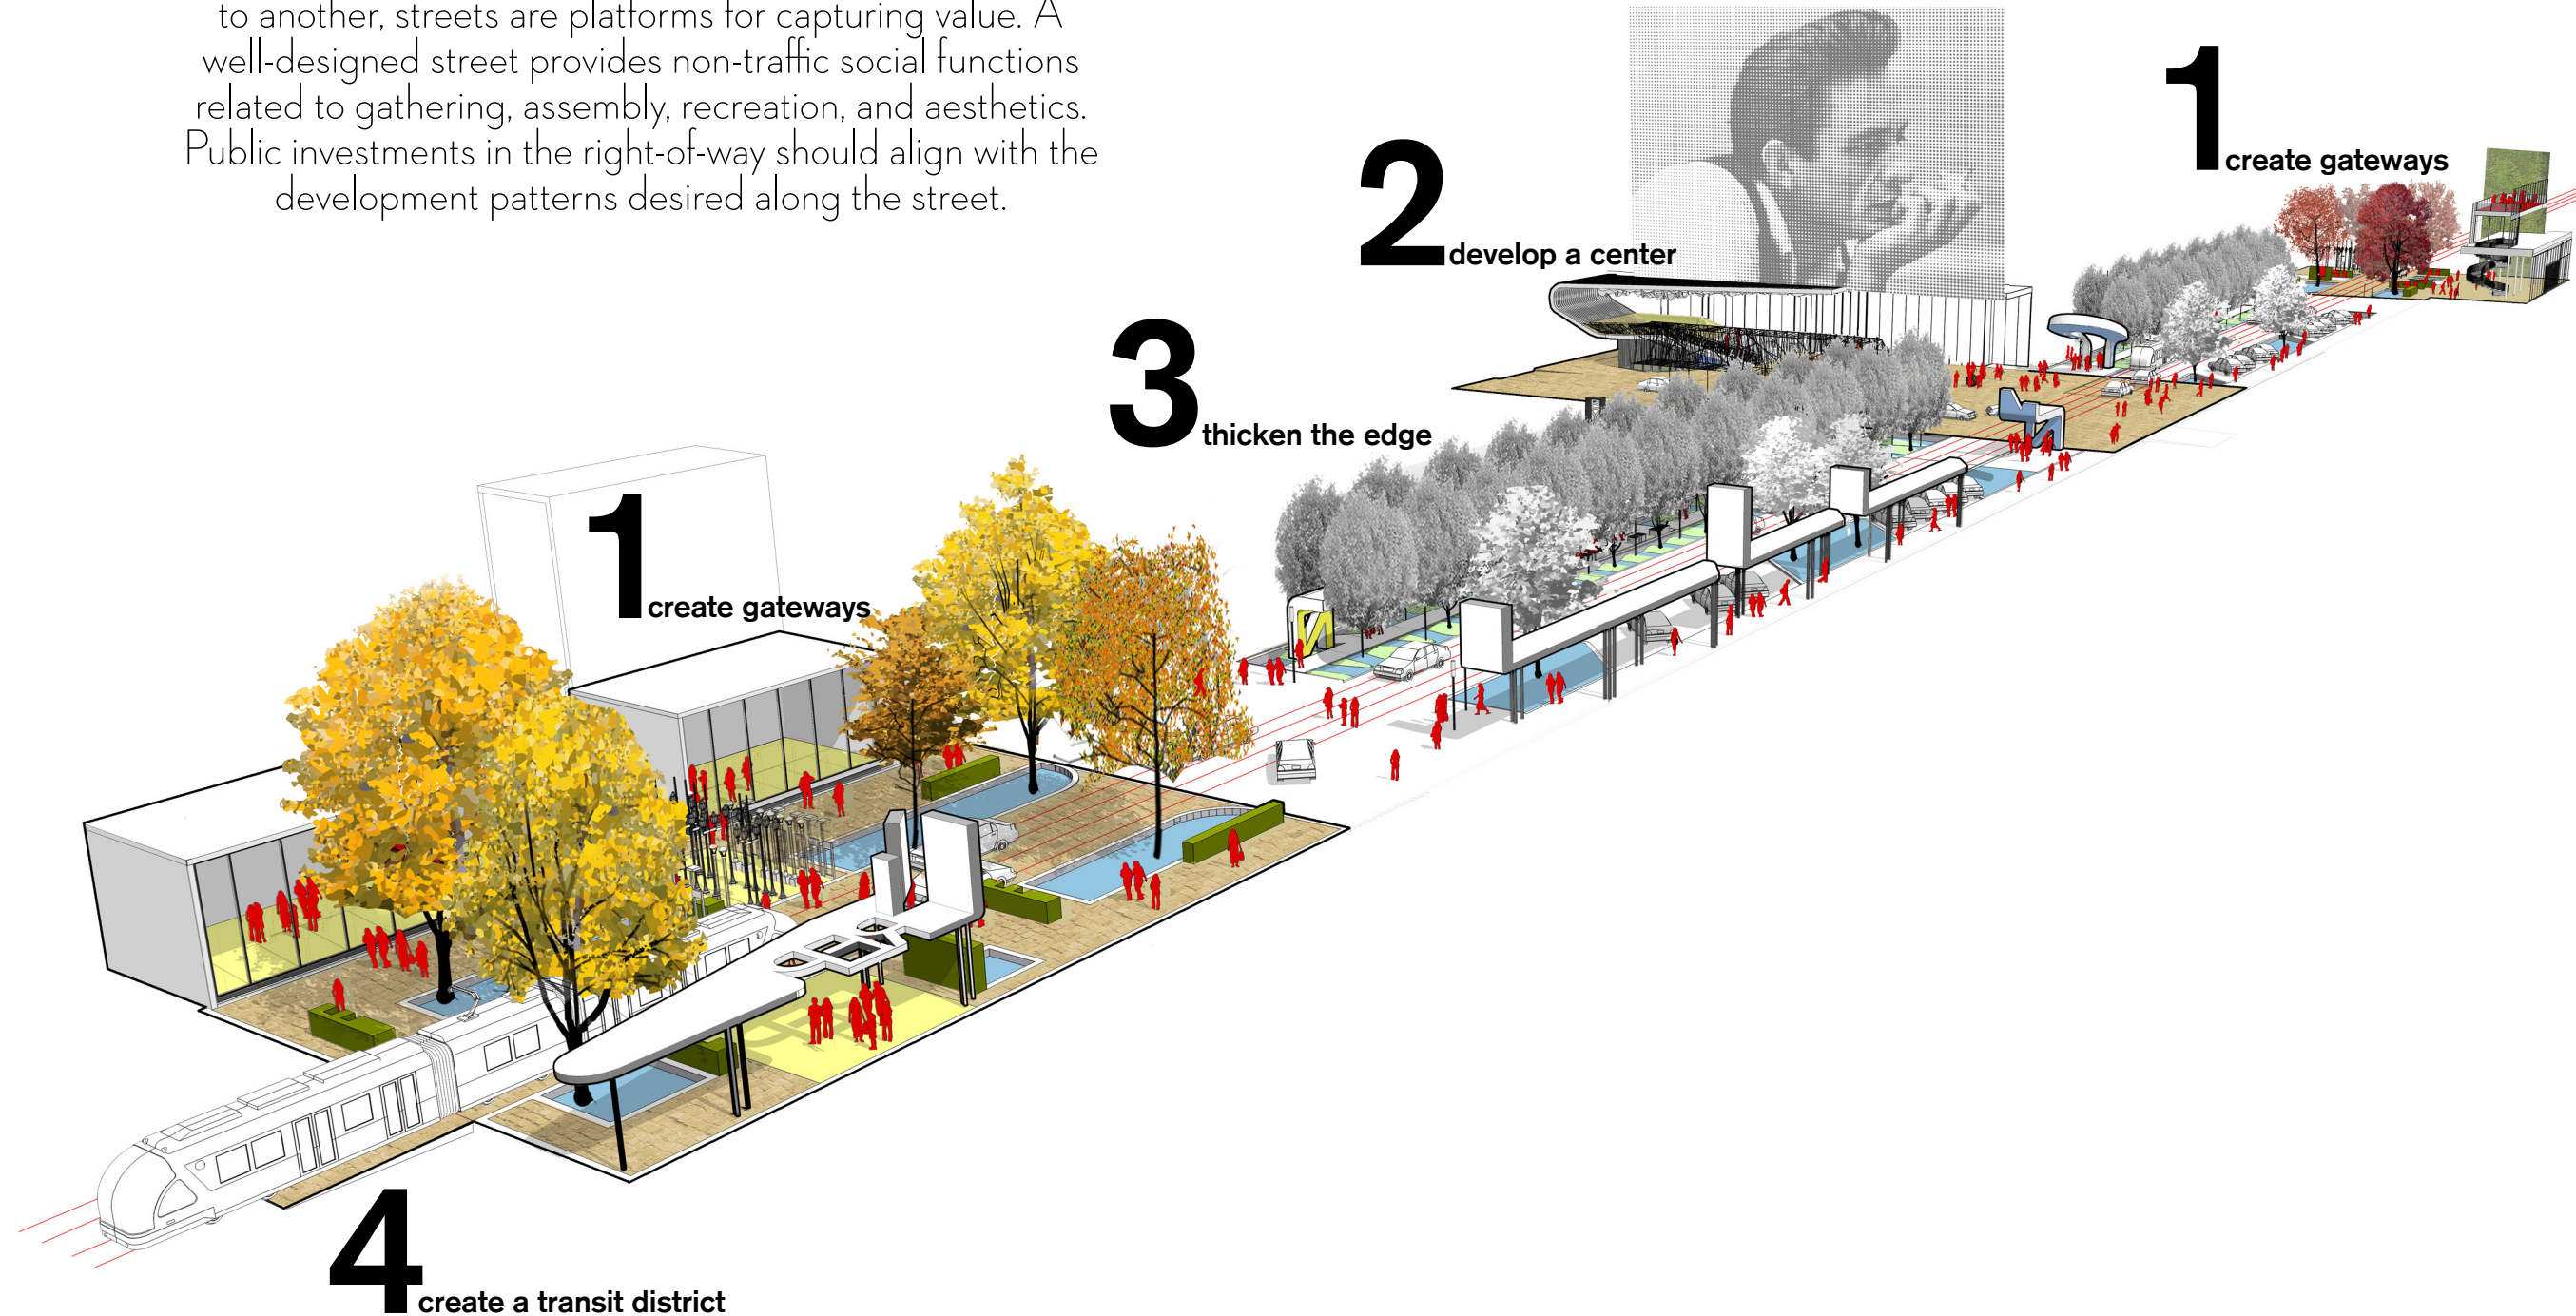 to another, streets are platforms for capturing value. A
well-designed street provides non-traffic social functions
related to gathering, assembly, recreation, and aesthetics.
Public investments in the right-of-way should align with the
development patterns desired along the street.
1 create gateways
2 develop a center
3 thicken the edge
1 create gateways
4 create a transit district